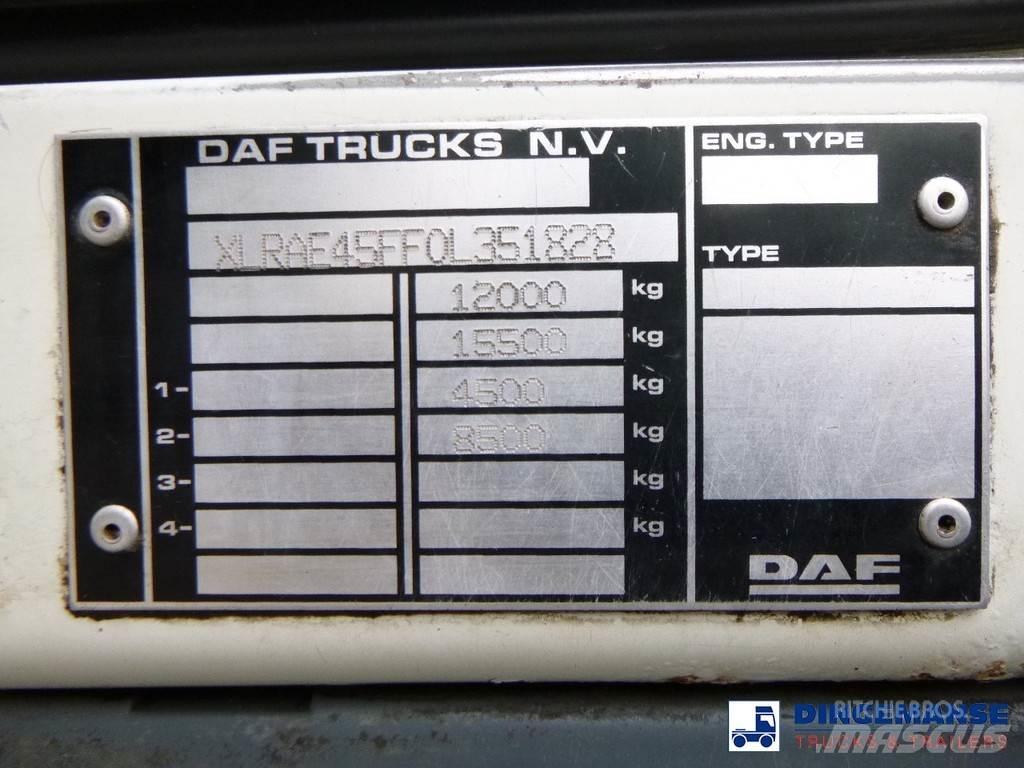 DAF TRUCKS N.V.
XLRAE45FF0L351828
12000 kg
15500 kg
1- 4500 kg
2- 8500 kg
3- kg
4- kg
ENG. TYPE
TYPE
DAF
RITCHIE BROS.
TRUCKS & TRAILERS
MASCUS